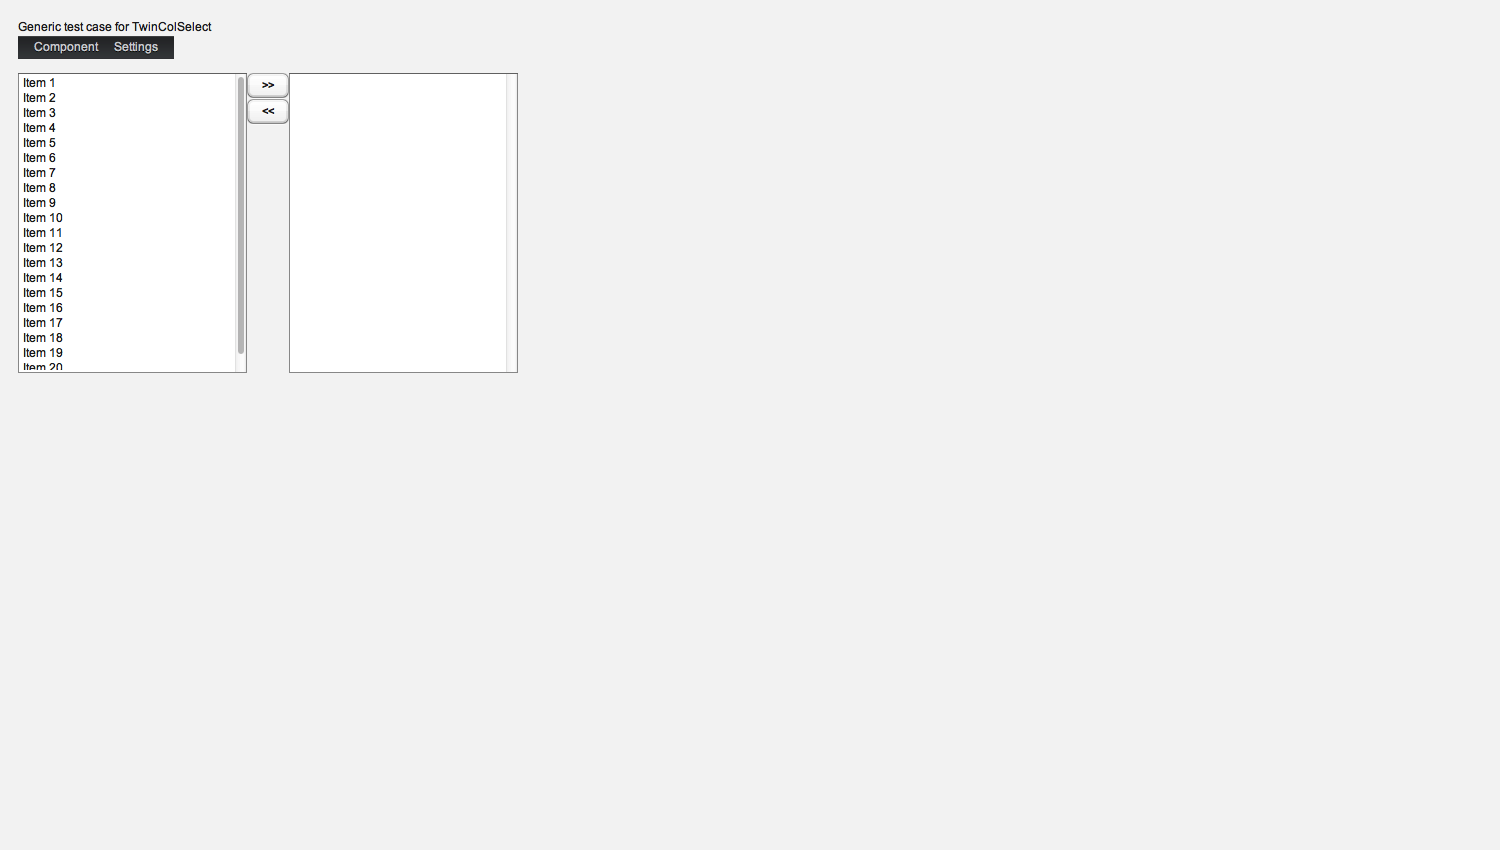 Generic test case for TwinColSelect
Component Settings
Item 1
Item 2
Item 3
Item 4
Item 5
Item 6
Item 7
Item 8
Item 9
Item 10
Item 11
Item 12
Item 13
Item 14
Item 15
Item 16
Item 17
Item 18
Item 19
Item 20
>>
<<